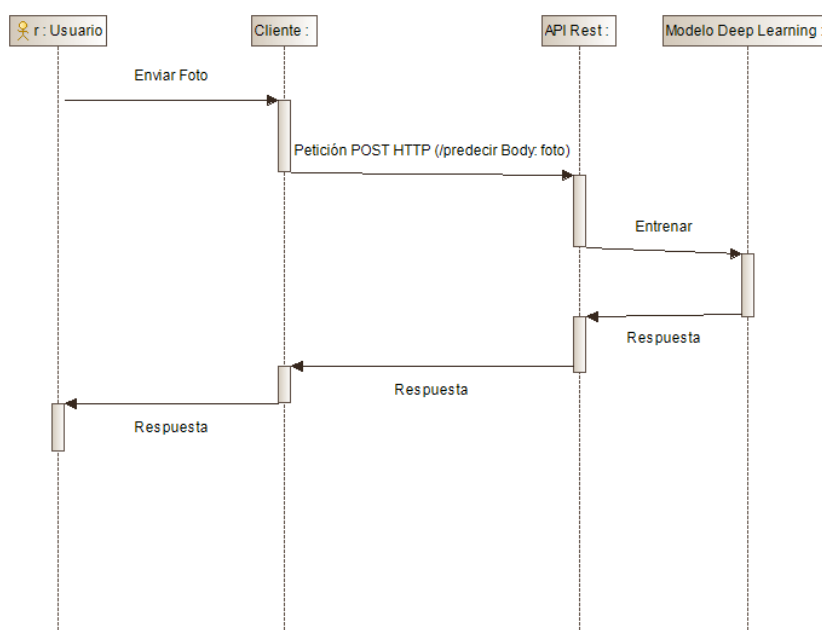 r : Usuario
Cliente :
API Rest :
Modelo Deep Learning :
Enviar Foto
Petición POST HTTP (/predecir Body: foto)
Entrenar
Respuesta
Respuesta
Respuesta